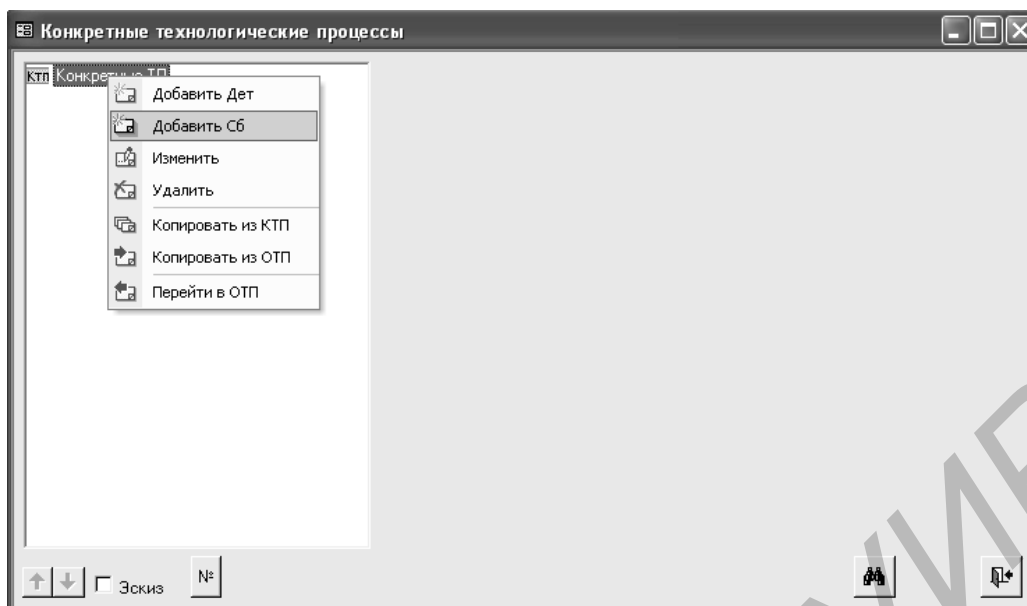 Конкретные технологические процессы
КТП Конкретные ТП
Добавить Дет
Добавить Сб
Изменить
Удалить
Копировать из КТП
Копировать из ОТП
Перейти в ОТП
Эскиз
№